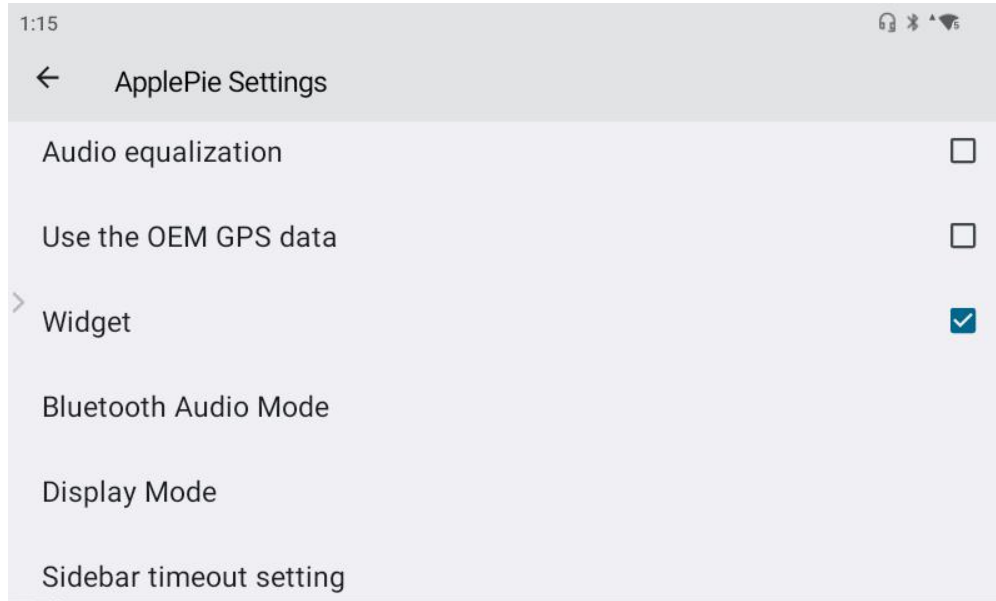 1:15
ApplePie Settings
Audio equalization
Use the OEM GPS data
Widget
Bluetooth Audio Mode
Display Mode
Sidebar timeout setting